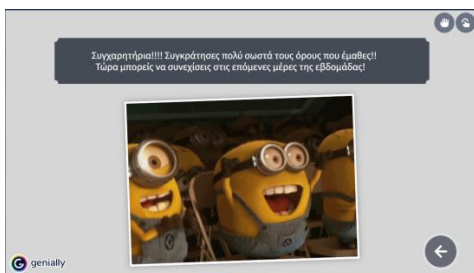 Συγχαρητήρια!!!! Συγκράτησες πολύ σωστά τους όρους που έμαθες!!
Τώρα μπορείς να συνεχίσεις στις επόμενες μέρες της εβδομάδας!
genially